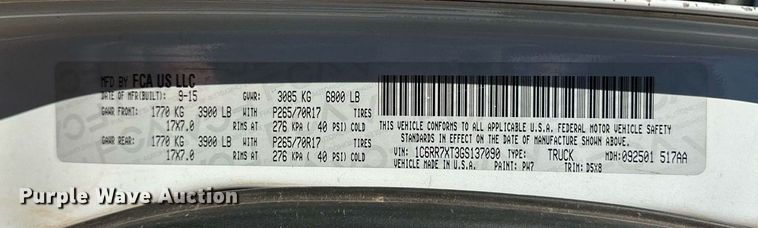 MFD BY FCA US LLC
DATE OF MFR(BUILT): 9-15 GVWR: 3085 KG 6800 LB
GAWR FRONT: 1770 KG 3900 LB WITH P265/70R17 TIRES
17X7.0 RIMS AT 276 KPA ( 40 PSI) COLD
GAWR REAR: 1770 KG 3900 LB WITH P265/70R17 TIRES
17X7.0 RIMS AT 276 KPA ( 40 PSI) COLD
THIS VEHICLE CONFORMS TO ALL APPLICABLE U.S.A. FEDERAL MOTOR VEHICLE SAFETY
STANDARDS IN EFFECT ON THE DATE OF MANUFACTURE SHOWN ABOVE.
VIN: 1C6RR7XT3GS137090 TYPE: TRUCK MDH: 092501 517AA
VEHICLE MADE IN U.S.A. PAINT: PW7 TRIM: D5X8
Purple Wave Auction